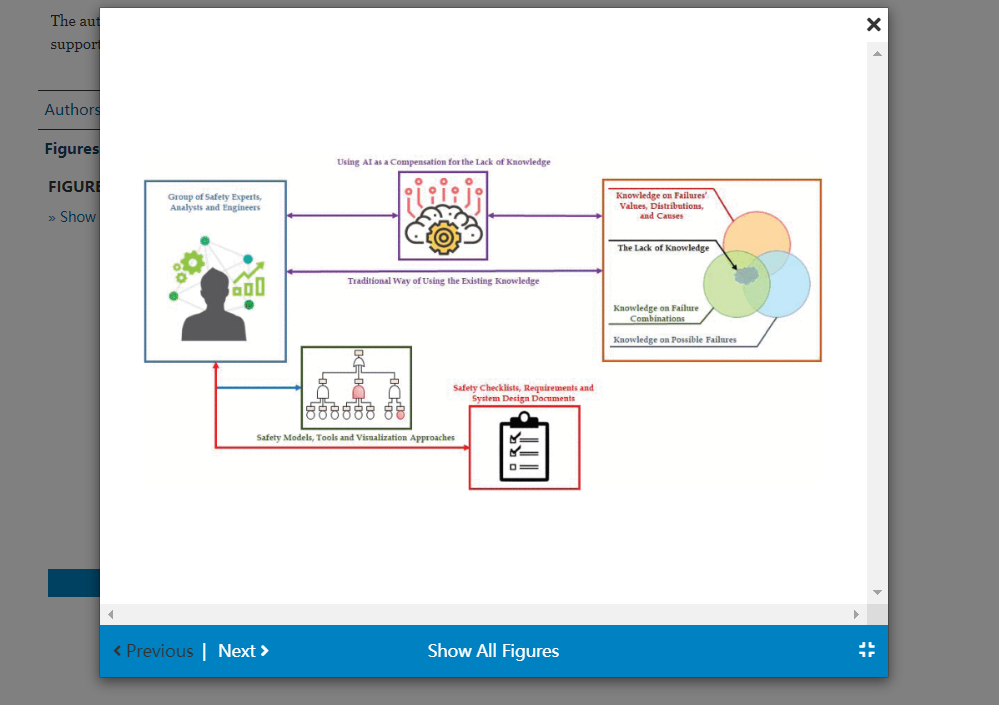 The aut
support
Authors
Figures
FIGURE
» Show
Using AI as a Compensation for the Lack of Knowledge
Group of Safety Experts,
Analysts and Engineers
Traditional Way of Using the Existing Knowledge
Knowledge on Failures'
Values, Distributions,
and Causes
The Lack of Knowledge
Knowledge on Failure
Combinations
Knowledge on Possible Failures
Safety Models, Tools and Visualization Approaches
Safety Checklists, Requirements and
System Design Documents
Previous | Next
Show All Figures